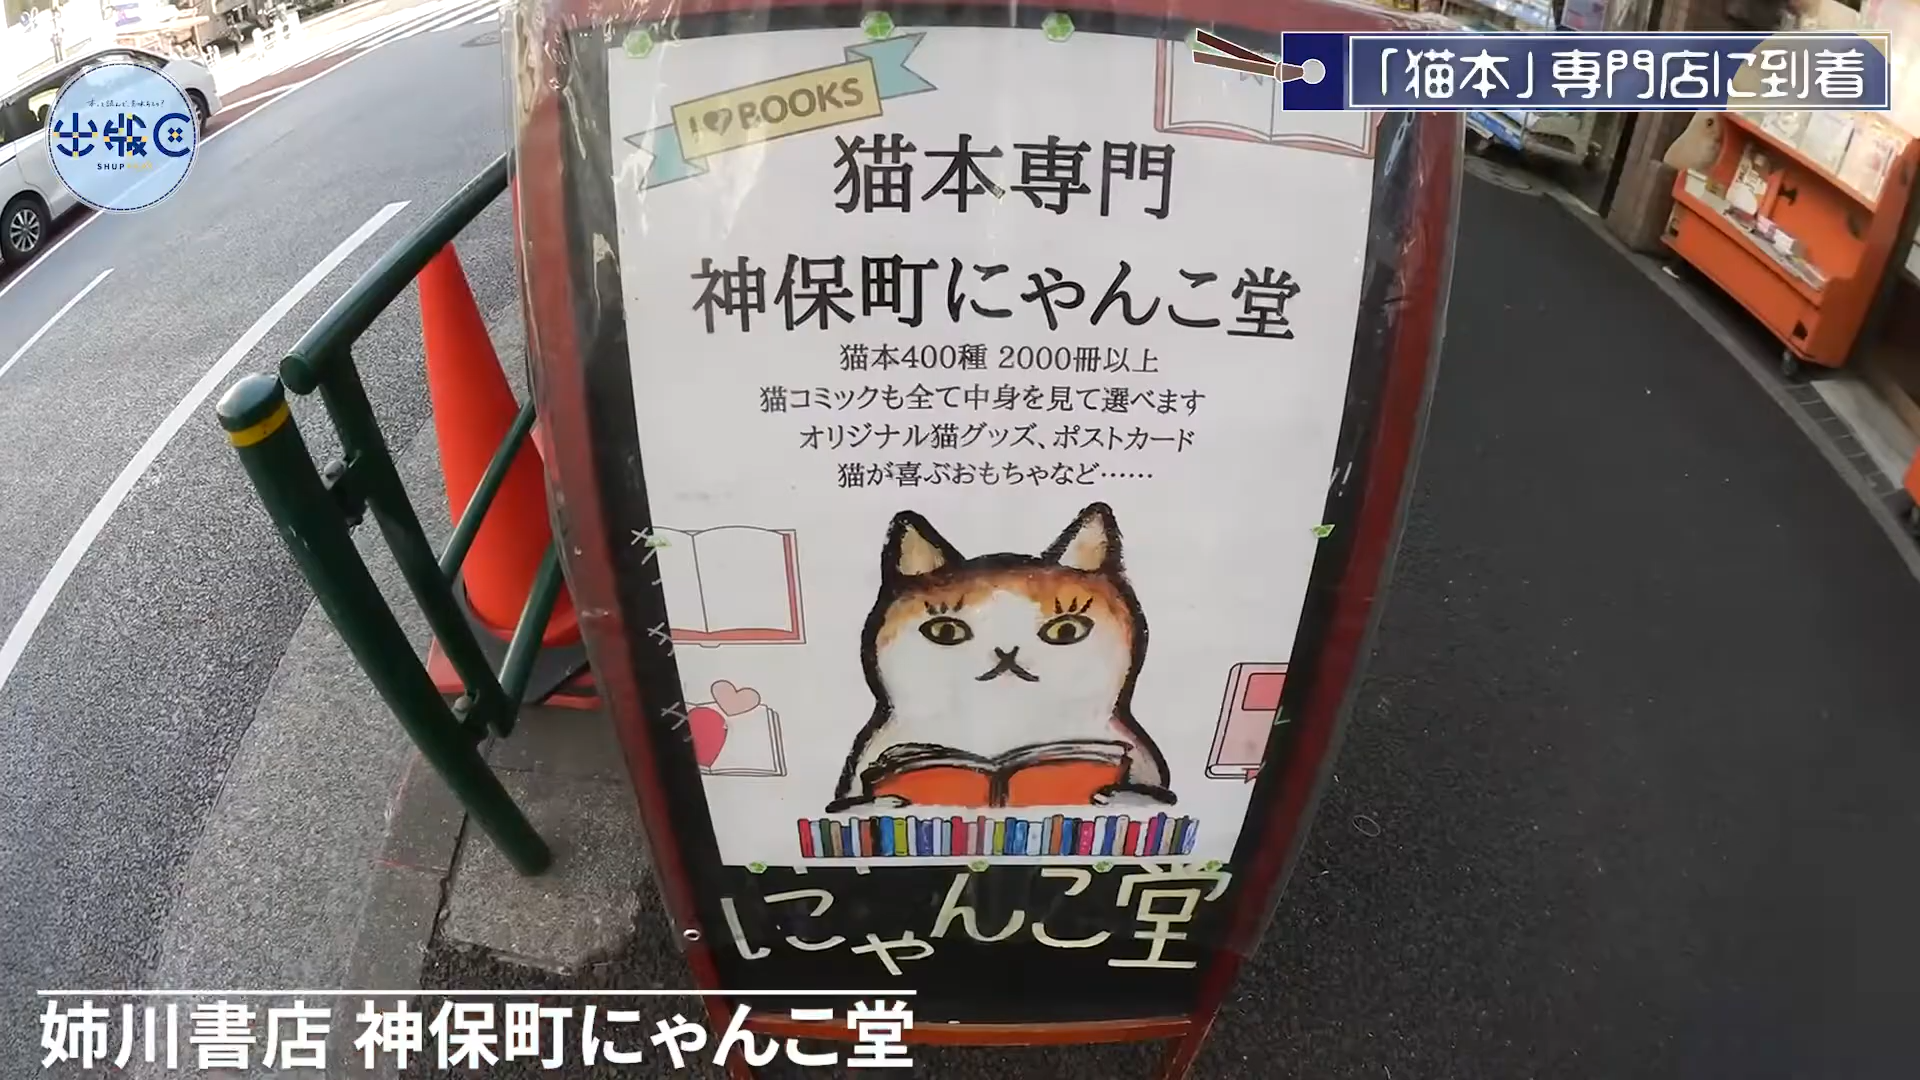 「猫本」専門店に到着
出版区
SHUP
I BOOKS
猫本専門
神保町にゃんこ堂
猫本400種 2000冊以上
猫コミックも全て中身を見て選べます
オリジナル猫グッズ、ポストカード
猫が喜ぶおもちゃなど……
にゃんこ堂
姉川書店 神保町にゃんこ堂